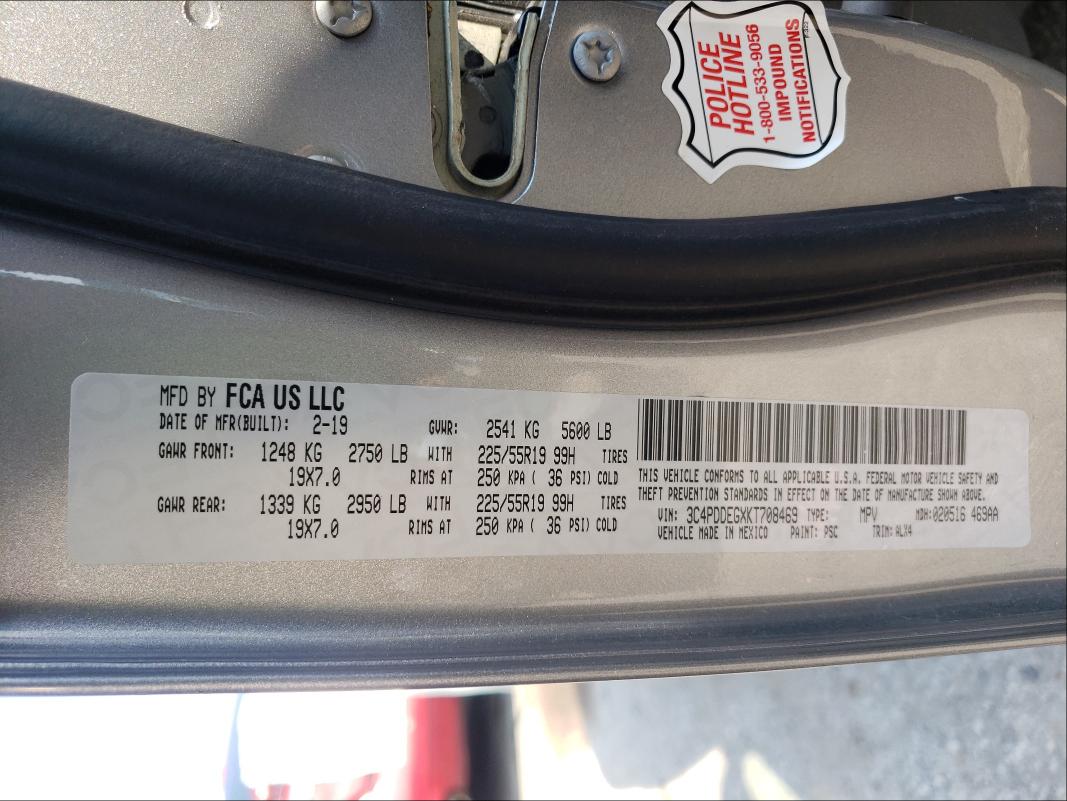 POLICE
HOTLINE
1-800-533-9056
IMPOUND
NOTIFICATIONS
MFD BY FCA US LLC
DATE OF MFR(BUILT): 2-19 GVWR: 2541 KG 5600 LB
GAWR FRONT: 1248 KG 2750 LB WITH 225/55R19 99H TIRES
19X7.0 RIMS AT 250 KPA ( 36 PSI) COLD
GAWR REAR: 1339 KG 2950 LB WITH 225/55R19 99H TIRES
19X7.0 RIMS AT 250 KPA ( 36 PSI) COLD
THIS VEHICLE CONFORMS TO ALL APPLICABLE U.S.A. FEDERAL MOTOR VEHICLE SAFETY AND
THEFT PREVENTION STANDARDS IN EFFECT ON THE DATE OF MANUFACTURE SHOWN ABOVE.
VIN: 3C4PDDEGXKT708469 TYPE: MPV MDH: 020516 469AA
VEHICLE MADE IN MEXICO PAINT: PSC TRIM: ALX4